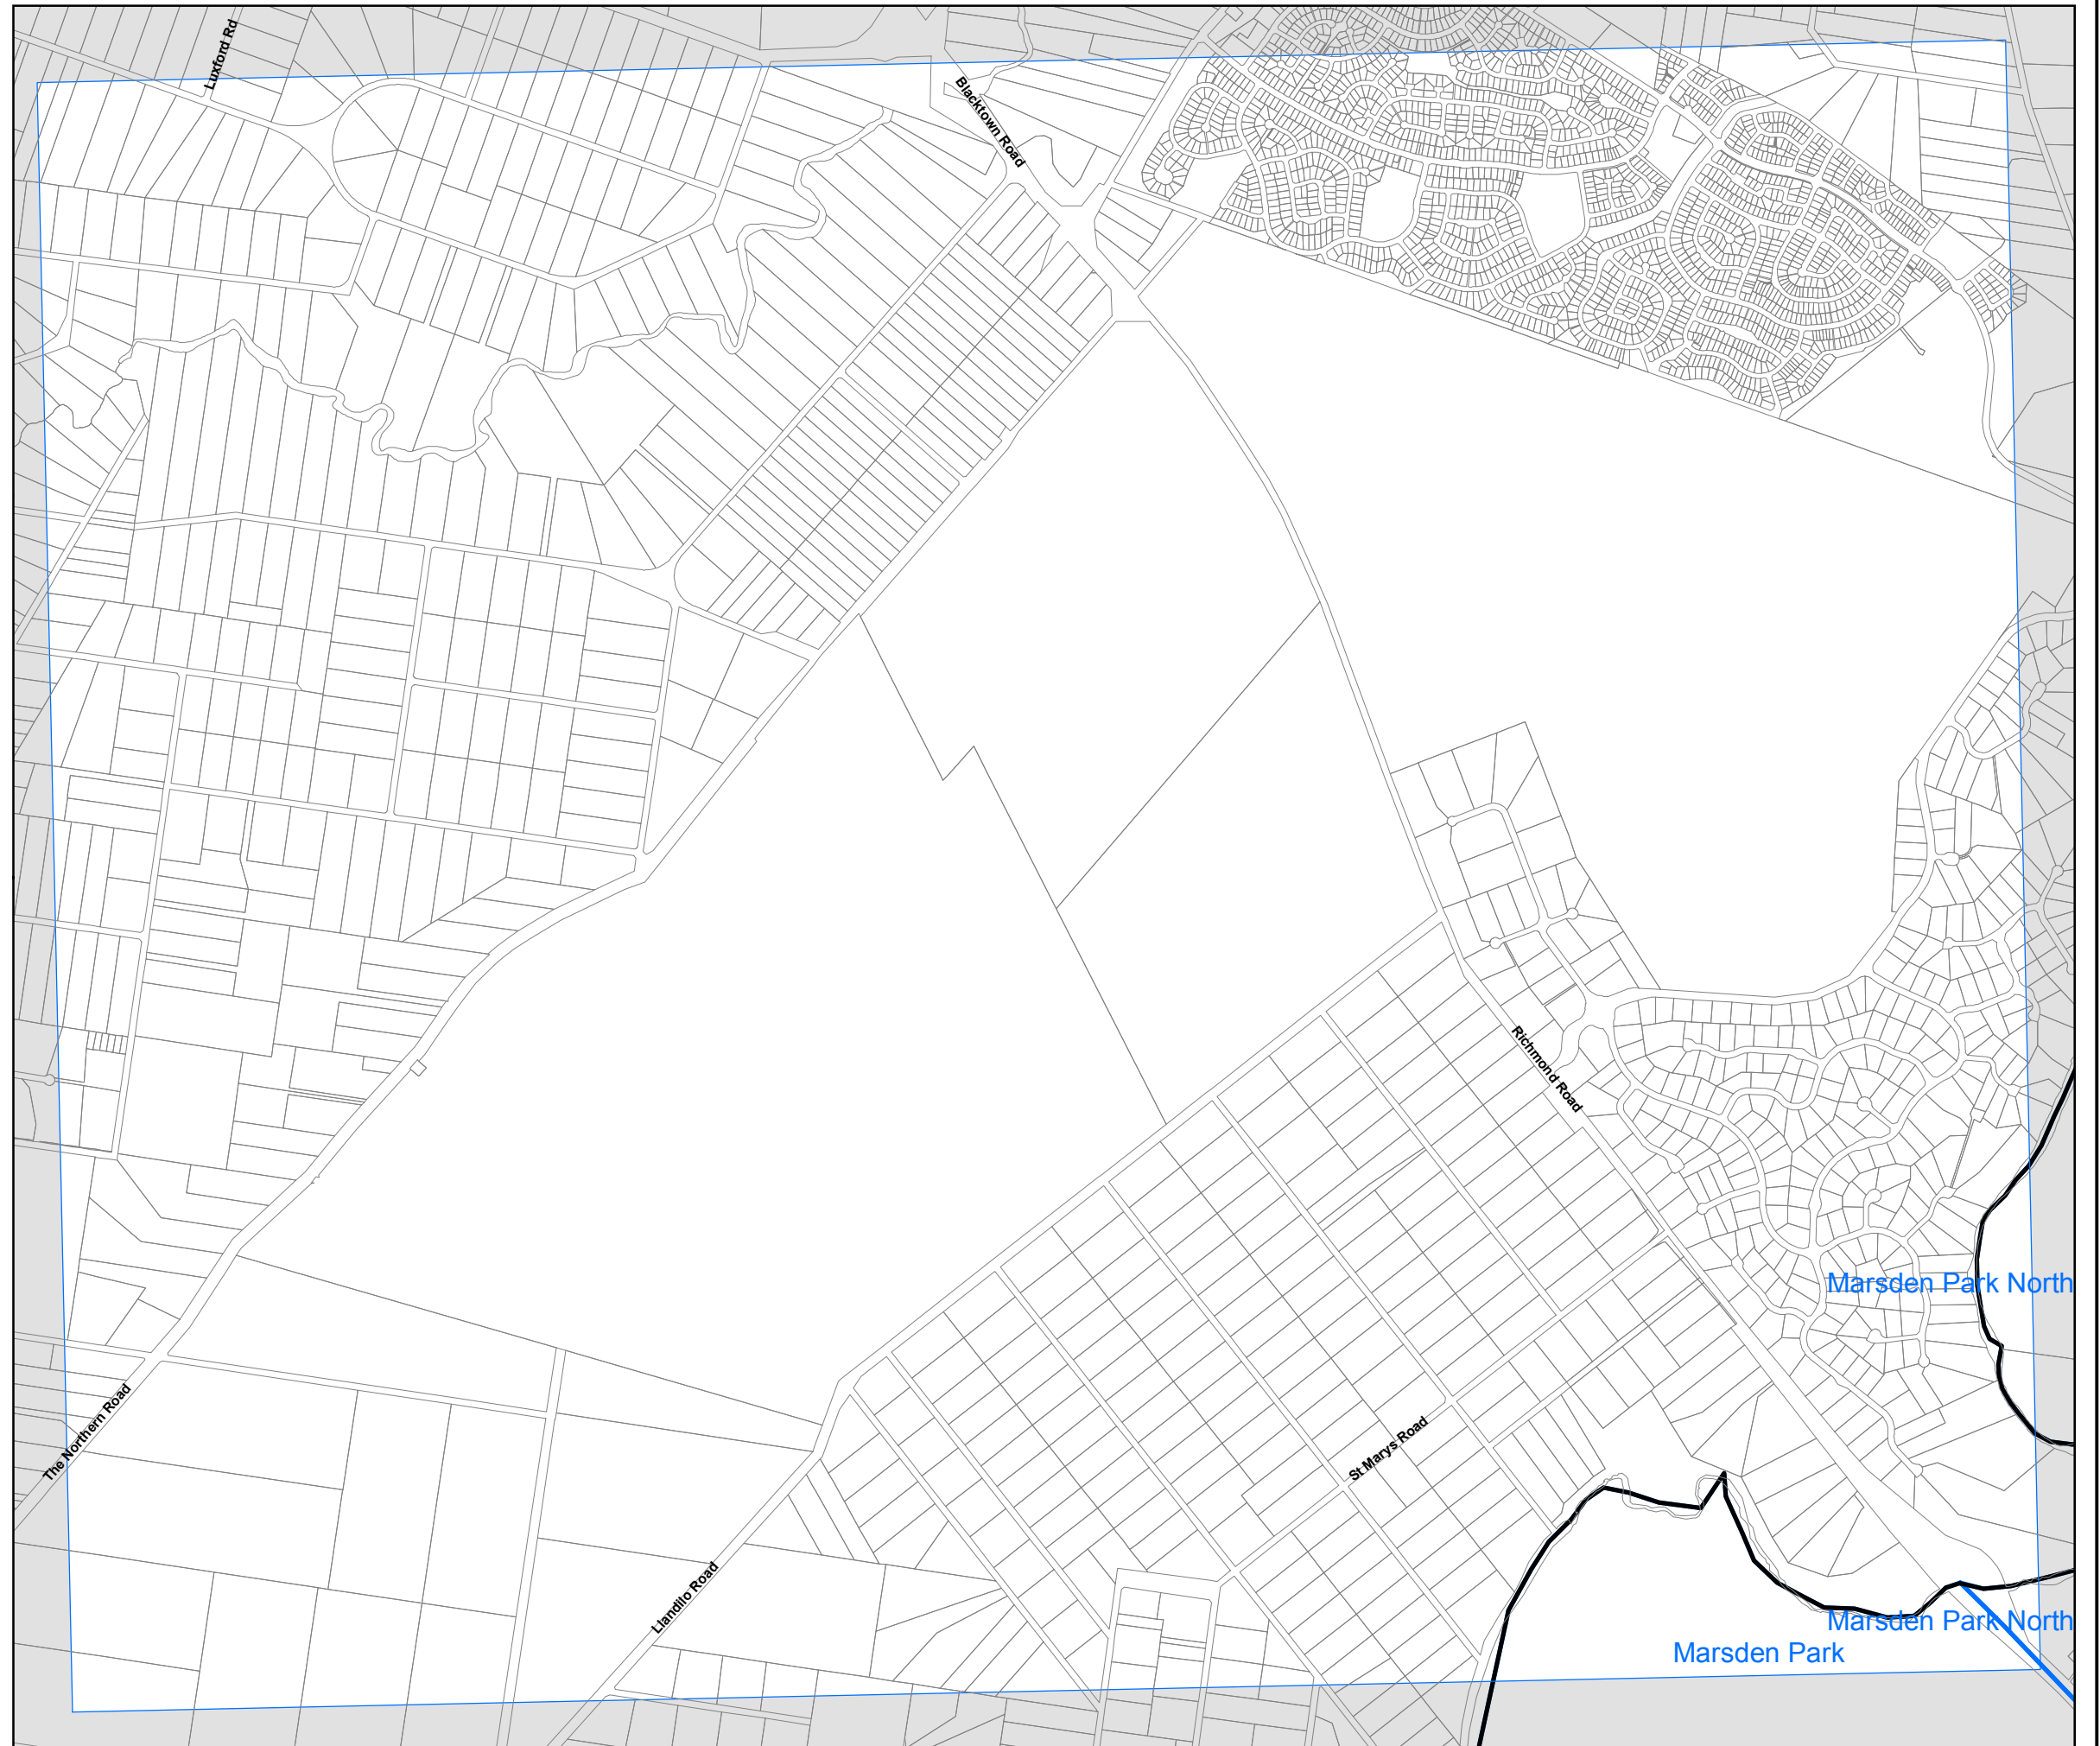 Luxford Rd
Blacktown Road
Richmond Road
Marsden Park North
The Northern Road
St Marys Road
Llandilo Road
Marsden Park North
Marsden Park